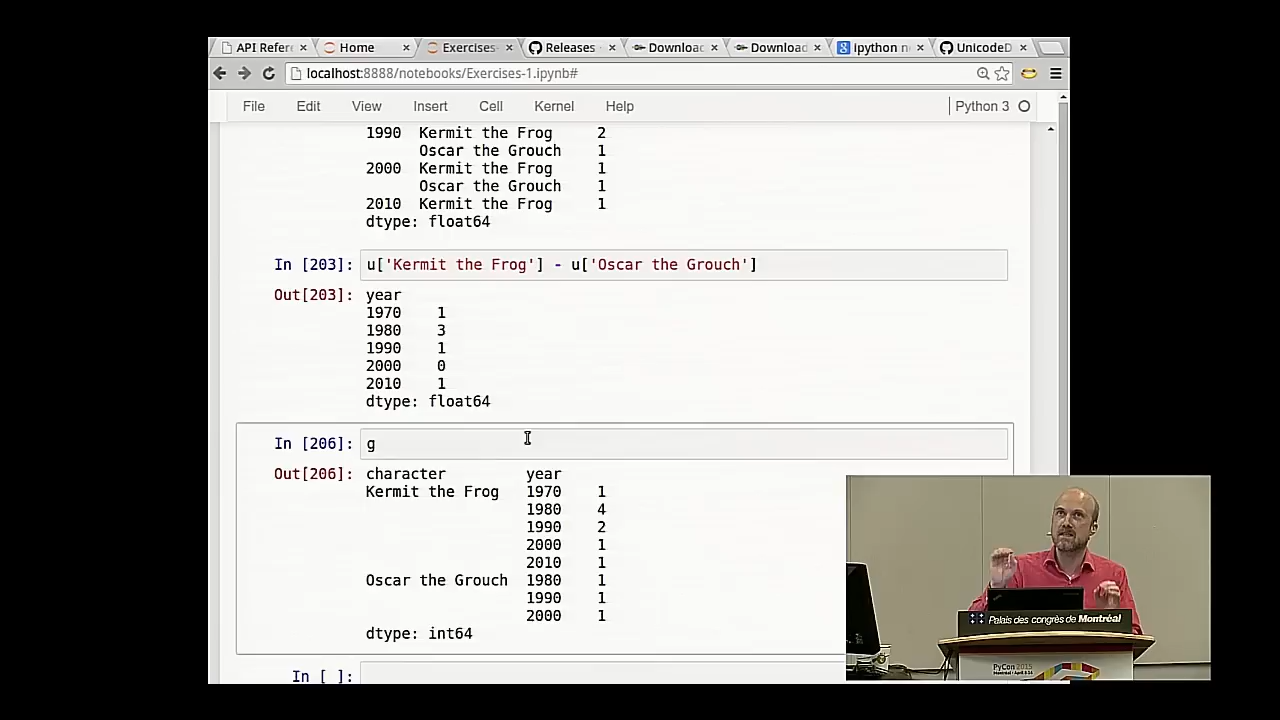 API Refer
Home
Exercises-
Releases
Download
Download
ipython n
UnicodeD
localhost:8888/notebooks/Exercises-1.ipynb#
File Edit View Insert Cell Kernel Help
Python 3
1990 Kermit the Frog 2
Oscar the Grouch 1
2000 Kermit the Frog 1
Oscar the Grouch 1
2010 Kermit the Frog 1
dtype: float64
In [203]: u['Kermit the Frog'] - u['Oscar the Grouch']
Out[203]: year
1970 1
1980 3
1990 1
2000 0
2010 1
dtype: float64
In [206]: g
Out[206]: character year
Kermit the Frog 1970 1
1980 4
1990 2
2000 1
2010 1
Oscar the Grouch 1980 1
1990 1
2000 1
dtype: int64
In [ ]:
Palais des congrès de Montréal
PyCon 2015